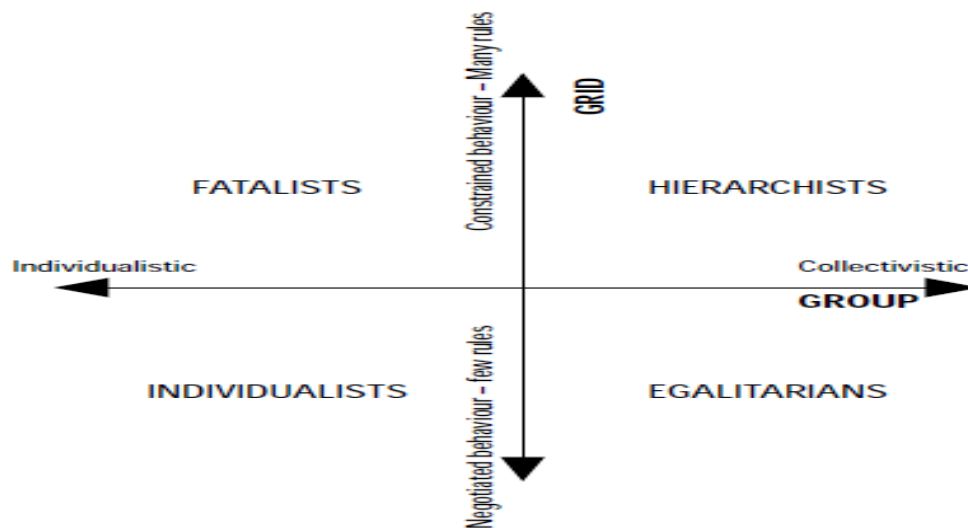 Constrained behaviour – Many rules
GRID
FATALISTS
HIERARCHISTS
Individualistic
Collectivistic
GROUP
Negotiated behaviour – few rules
INDIVIDUALISTS
EGALITARIANS